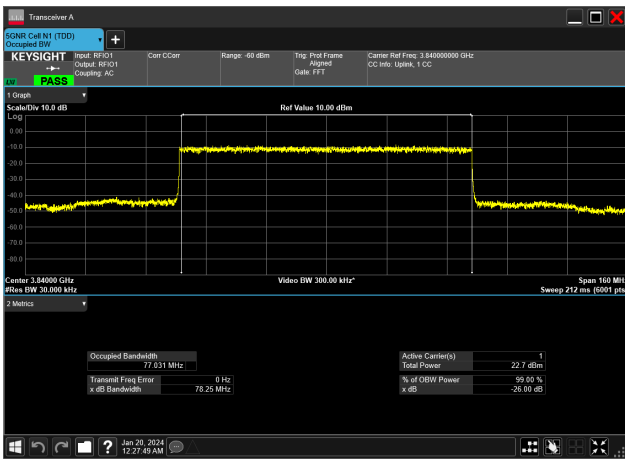 Transceiver A
5GNR Cell N1 (TDD)
Occupied BW
KEYSIGHT
PASS
Input: RFIO1
Output: RFIO1
Coupling: AC
Corr CCorr
Range: -60 dBm
Trig: Prot Frame
Aligned
Gate: FFT
Carrier Ref Freq: 3.840000000 GHz
CC Info: Uplink, 1 CC
1 Graph
Scale/Div 10.0 dB
Ref Value 10.00 dBm
Log
0.00
-10.0
-20.0
-30.0
-40.0
-50.0
-60.0
-70.0
-80.0
Center 3.84000 GHz
Video BW 300.00 kHz*
Span 160 MHz
#Res BW 30.000 kHz
Sweep 212 ms (6001 pts
2 Metrics
Occupied Bandwidth
77.031 MHz
Transmit Freq Error 0 Hz
x dB Bandwidth 78.25 MHz
Active Carrier(s) 1
Total Power 22.7 dBm
% of OBW Power 99.00 %
x dB -26.00 dB
Jan 20, 2024
12:27:49 AM